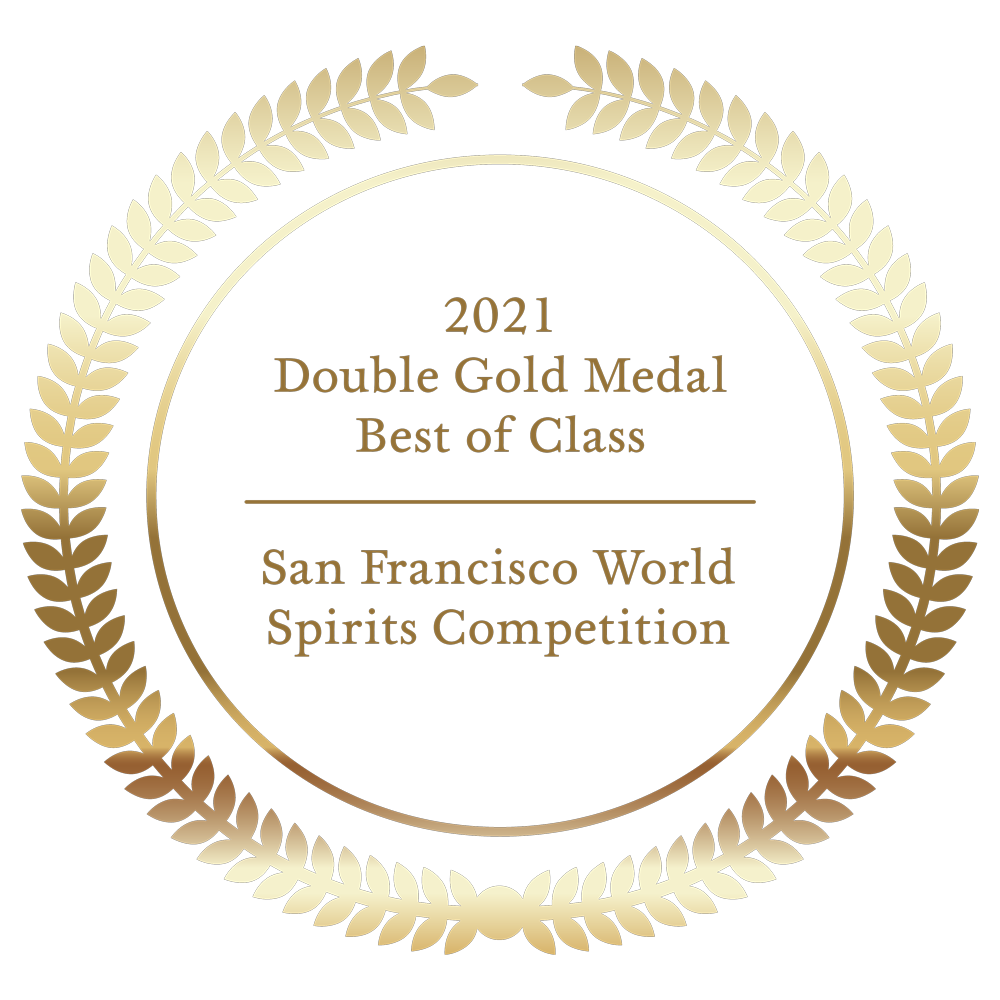 2021
Double Gold Medal
Best of Class
San Francisco World
Spirits Competition